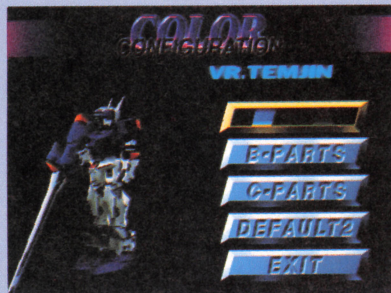 COLOR
CONFIGURATION
VR.TEMJIN
B-PARTS
C-PARTS
DEFAULT2
EXIT